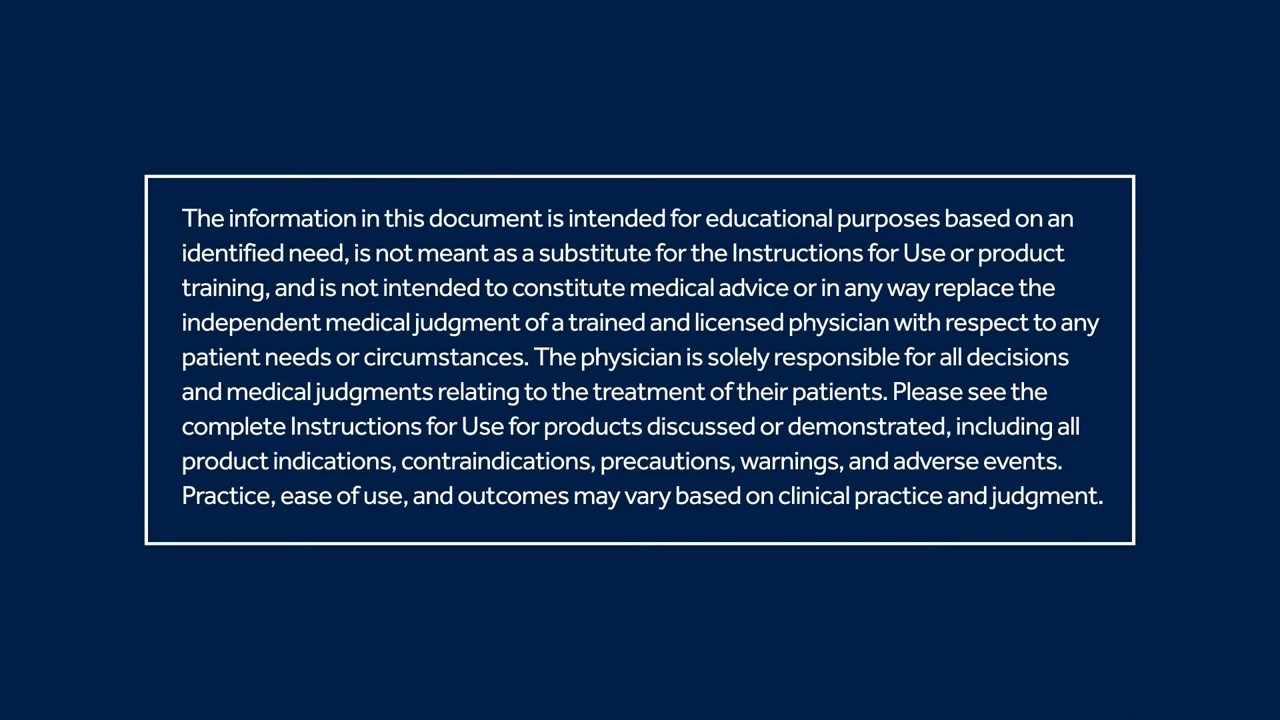 The information in this document is intended for educational purposes based on an
identified need, is not meant as a substitute for the Instructions for Use or product
training, and is not intended to constitute medical advice or in any way replace the
independent medical judgment of a trained and licensed physician with respect to any
patient needs or circumstances. The physician is solely responsible for all decisions
and medical judgments relating to the treatment of their patients. Please see the
complete Instructions for Use for products discussed or demonstrated, including all
product indications, contraindications, precautions, warnings, and adverse events.
Practice, ease of use, and outcomes may vary based on clinical practice and judgment.